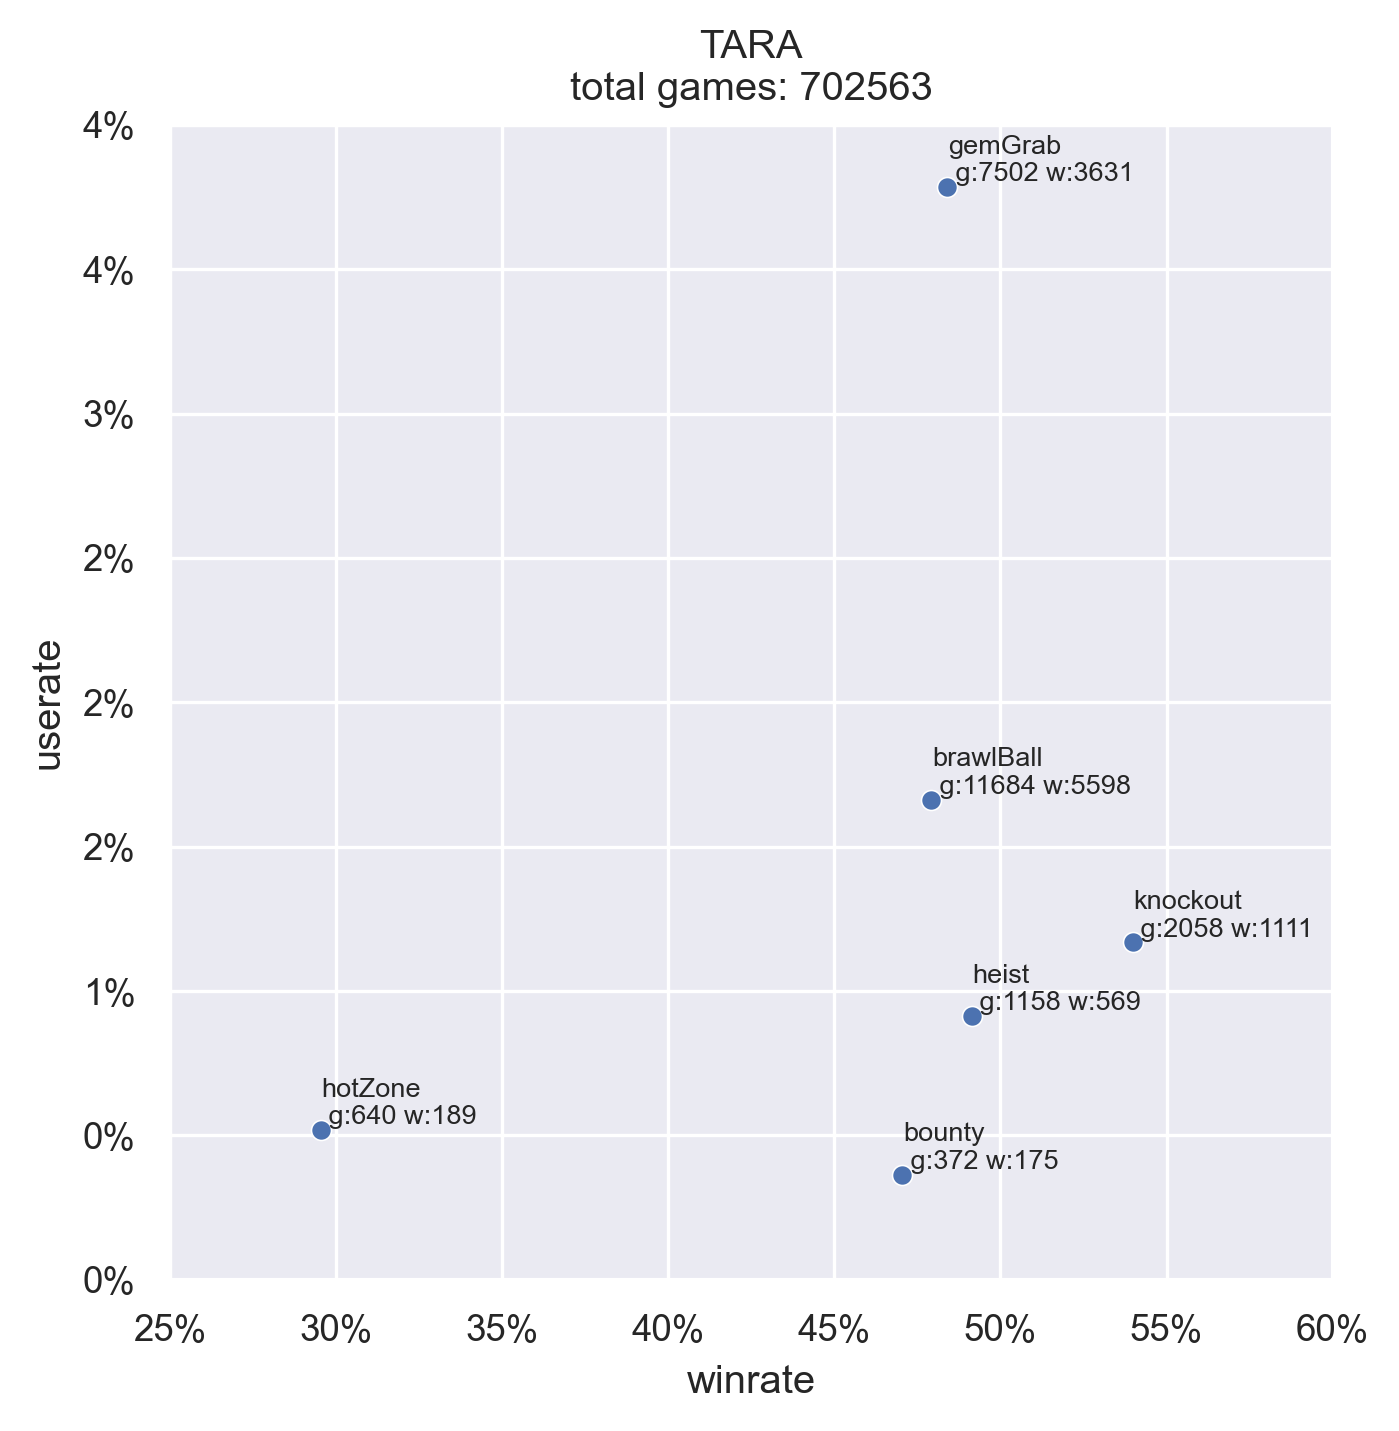 TARA
total games: 702563
4%
gemGrab
g:7502 w:3631
4%
3%
2%
userate
2%
brawlBall
g:11684 w:5598
2%
knockout
g:2058 w:1111
heist
g:1158 w:569
1%
hotZone
g:640 w:189
bounty
g:372 w:175
0%
0%
25% 30% 35% 40% 45% 50% 55% 60%
winrate